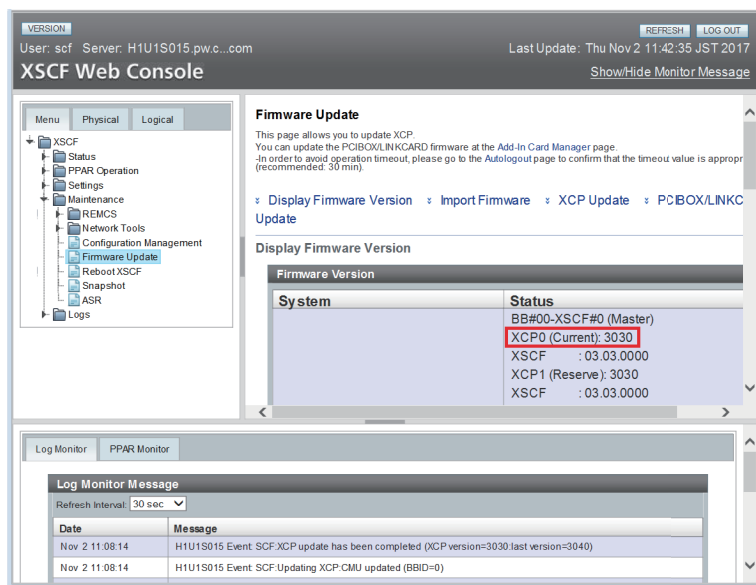 VERSION
REFRESH LOG OUT
User: scf Server: H1U1S015.pw.c...com
Last Update: Thu Nov 2 11:42:35 JST 2017
XSCF Web Console
Show/Hide Monitor Message
Menu Physical Logical
XSCF
Status
PPAR Operation
Settings
Maintenance
REMCS
Network Tools
Configuration Management
Firmware Update
Reboot XSCF
Snapshot
ASR
Logs
Firmware Update
This page allows you to update XCP.
You can update the PCIBOX/LINKCARD firmware at the Add-In Card Manager page.
-In order to avoid operation timeout, please go to the Autologout page to confirm that the timeout value is appropr
(recommended: 30 min).
Display Firmware Version Import Firmware XCP Update PCIBOX/LINKC
Update
Display Firmware Version
Firmware Version
System Status
BB#00-XSCF#0 (Master)
XCP0 (Current): 3030
XSCF : 03.03.0000
XCP1 (Reserve): 3030
XSCF : 03.03.0000
Log Monitor PPAR Monitor
Log Monitor Message
Refresh Interval: 30 sec
Date Message
Nov 2 11:08:14 H1U1S015 Event: SCF:XCP update has been completed (XCP version=3030:last version=3040)
Nov 2 11:08:14 H1U1S015 Event: SCF:Updating XCP:CMU updated (BBID=0)